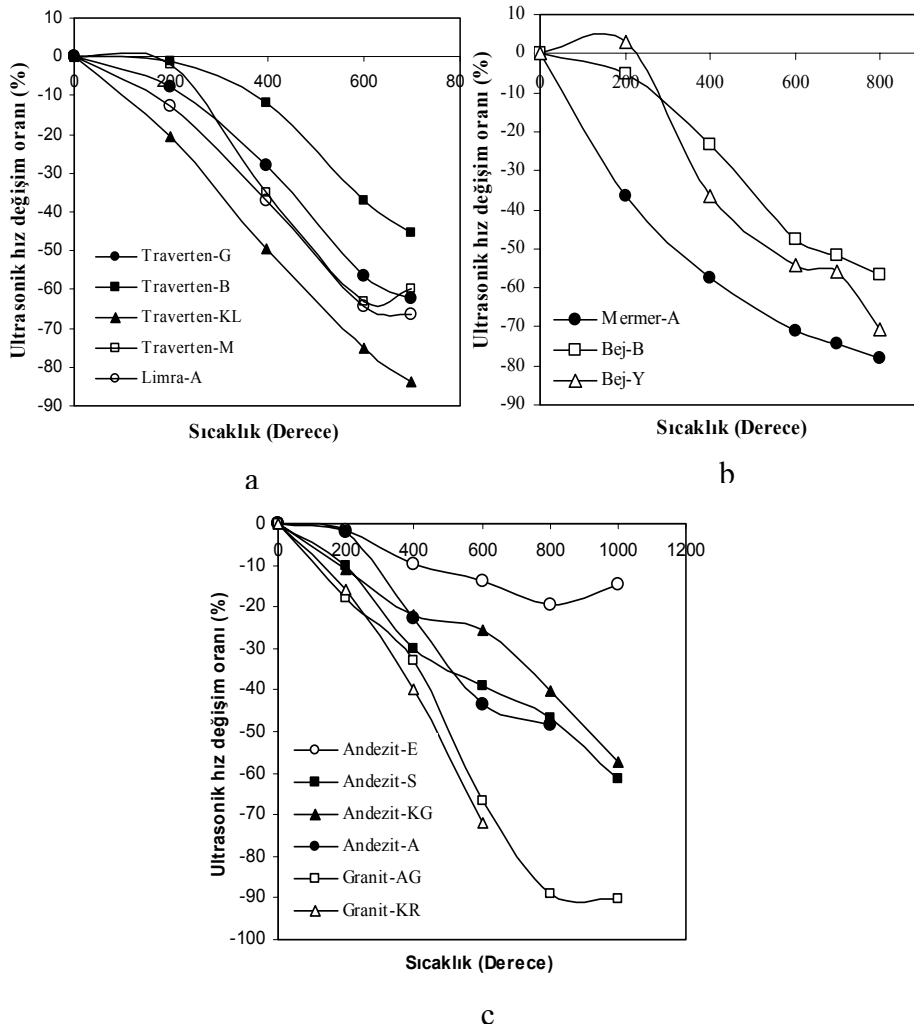 Ultrasonik hız değişim oranı (%)
10
0
-10
-20
-30
-40
-50
-60
-70
-80
-90
0
200
400
600
80
Traverten-G
Traverten-B
Traverten-KL
Traverten-M
Limra-A
Sıcaklık (Derece)
a
Ultrasonik hız değişim oranı (%)
10
0
-10
-20
-30
-40
-50
-60
-70
-80
-90
0
200
400
600
800
Mermer-A
Bej-B
Bej-Y
Sıcaklık (Derece)
b
Ultrasonik hız değişim oranı (%)
0
-10
-20
-30
-40
-50
-60
-70
-80
-90
-100
0
200
400
600
800
1000
1200
Andezit-E
Andezit-S
Andezit-KG
Andezit-A
Granit-AG
Granit-KR
Sıcaklık (Derece)
c